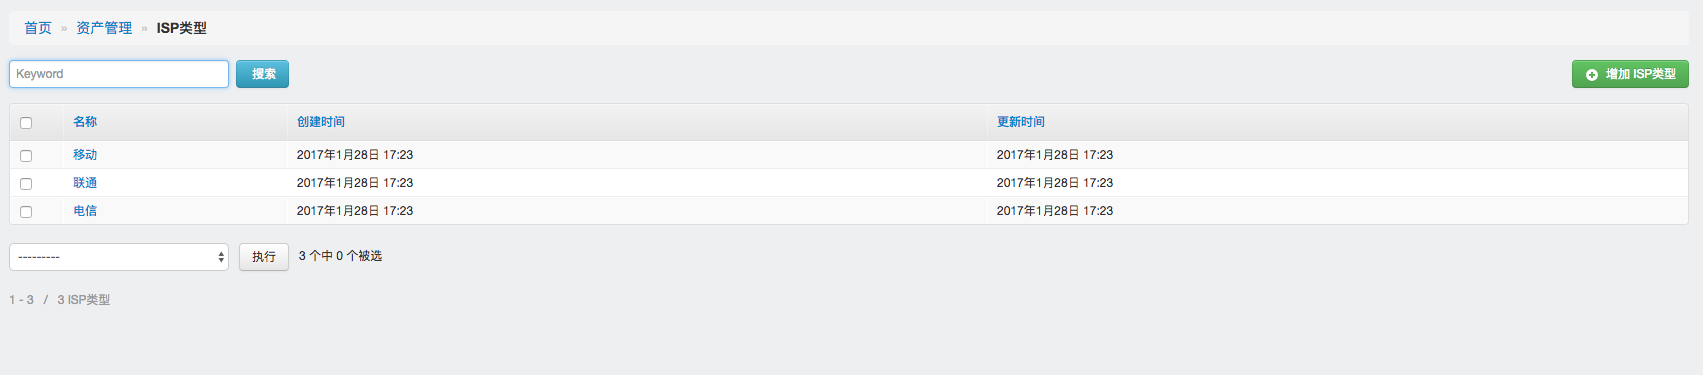 首页 » 资产管理 » ISP类型
Keyword 搜索 增加 ISP类型
名称 创建时间 更新时间
移动 2017年1月28日 17:23 2017年1月28日 17:23
联通 2017年1月28日 17:23 2017年1月28日 17:23
电信 2017年1月28日 17:23 2017年1月28日 17:23
--------- 执行 3 个中 0 个被选
1 - 3 / 3 ISP类型